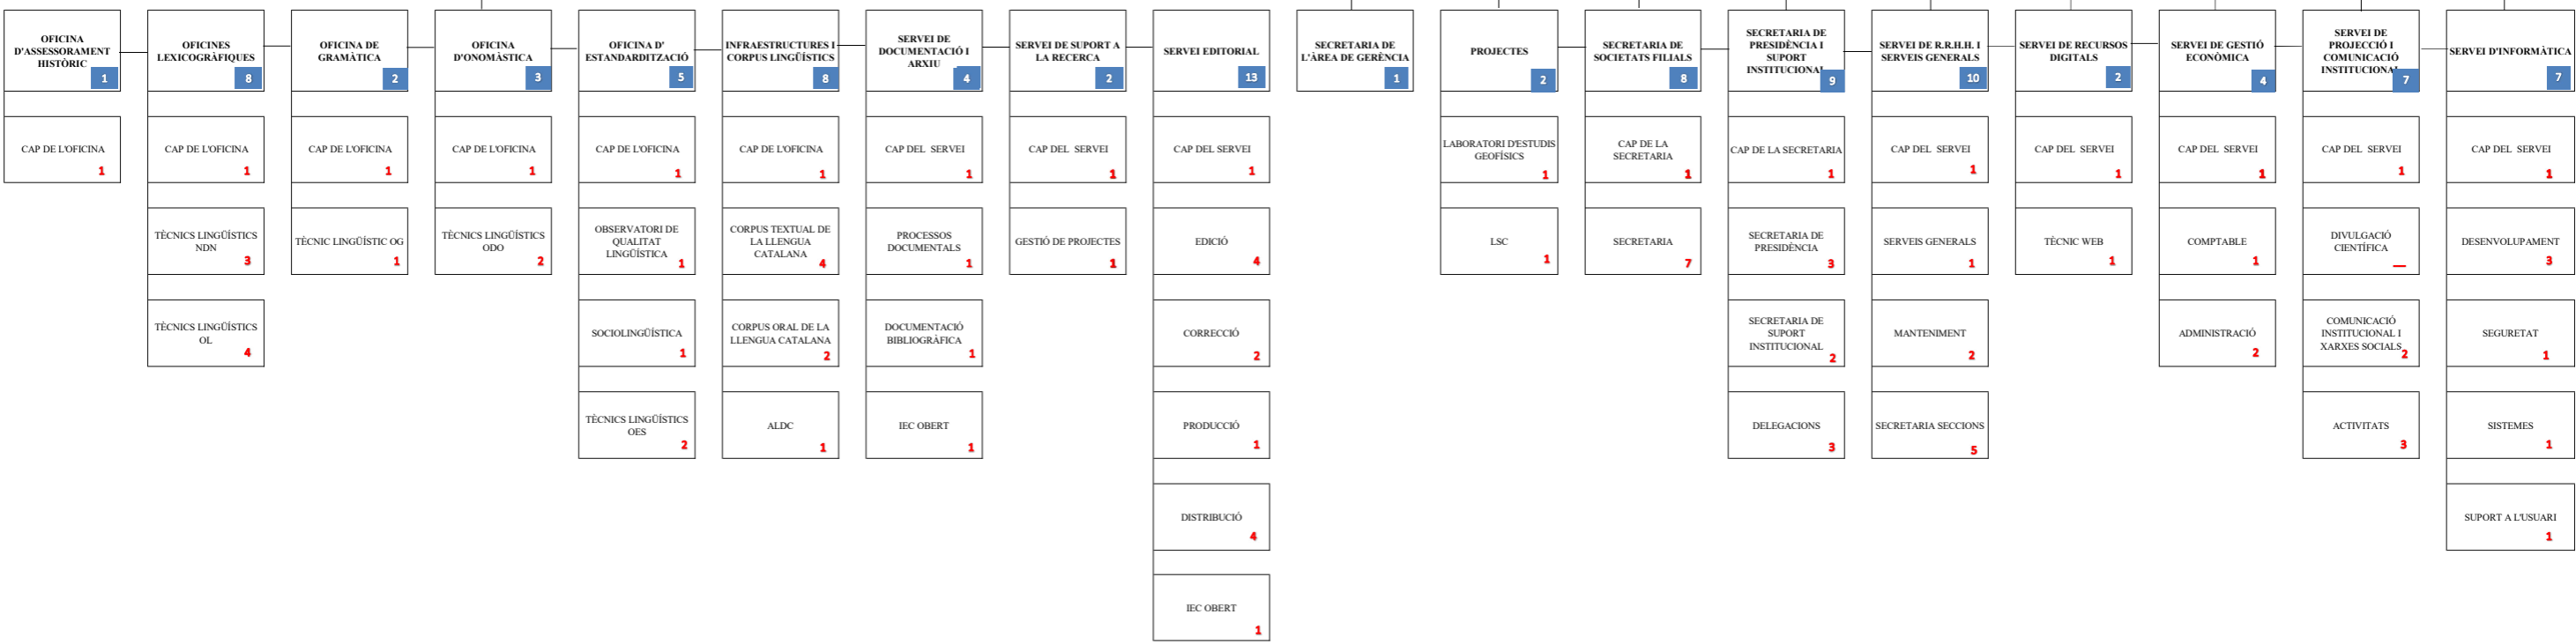 OFICINA
D'ASSESSORAMENT
HISTÒRIC
1
CAP DE L'OFICINA
1
OFICINES
LEXICOGRÀFIQUES
8
CAP DE L'OFICINA
1
TÈCNICS LINGÜÍSTICS
NDN
3
TÈCNICS LINGÜÍSTICS
OL
4
OFICINA DE
GRAMÀTICA
2
CAP DE L'OFICINA
1
TÈCNIC LINGÜÍSTIC OG
1
OFICINA
D'ONOMÀSTICA
3
CAP DE L'OFICINA
1
TÈCNICS LINGÜÍSTICS
ODO
2
OFICINA D'
ESTANDARDITZACIÓ
5
CAP DE L'OFICINA
1
OBSERVATORI DE
QUALITAT
LINGÜÍSTICA
1
SOCIOLINGÜÍSTICA
1
TÈCNICS LINGÜÍSTICS
OES
2
INFRAESTRUCTURES I
CORPUS LINGÜÍSTICS
8
CAP DE L'OFICINA
1
CORPUS TEXTUAL DE
LA LLENGUA
CATALANA
4
CORPUS ORAL DE LA
LLENGUA CATALANA
2
ALDC
1
SERVEI DE
DOCUMENTACIÓ I
ARXIU
4
CAP DEL SERVEI
1
PROCESSOS
DOCUMENTALS
1
DOCUMENTACIÓ
BIBLIOGRÀFICA
1
IEC OBERT
1
SERVEI DE SUPORT A
LA RECERCA
2
CAP DEL SERVEI
1
GESTIÓ DE PROJECTES
1
SERVEI EDITORIAL
13
CAP DEL SERVEI
1
EDICIÓ
4
CORRECCIÓ
2
PRODUCCIÓ
1
DISTRIBUCIÓ
4
IEC OBERT
1
SECRETARIA DE
L'ÀREA DE GERÈNCIA
1
PROJECTES
2
LABORATORI D'ESTUDIS
GEOFÍSICS
1
LSC
1
SECRETARIA DE
SOCIETATS FILIALS
8
CAP DE LA
SECRETARIA
1
SECRETARIA
7
SECRETARIA DE
PRESIDÈNCIA I
SUPORT
INSTITUCIONAL
9
CAP DE LA SECRETARIA
1
SECRETARIA DE
PRESIDÈNCIA
3
SECRETARIA DE
SUPORT
INSTITUCIONAL
2
DELEGACIONS
3
SERVEI DE R.R.H.H. I
SERVEIS GENERALS
10
CAP DEL SERVEI
1
SERVEIS GENERALS
1
MANTENIMENT
2
SECRETARIA SECCIONS
5
SERVEI DE RECURSOS
DIGITALS
2
CAP DEL SERVEI
1
TÈCNIC WEB
1
SERVEI DE GESTIÓ
ECONÒMICA
4
CAP DEL SERVEI
1
COMPTABLE
1
ADMINISTRACIÓ
2
SERVEI DE
PROJECCIÓ I
COMUNICACIÓ
INSTITUCIONAL
7
CAP DEL SERVEI
1
DIVULGACIÓ
CIENTÍFICA
—
COMUNICACIÓ
INSTITUCIONAL I
XARXES SOCIALS
2
ACTIVITATS
3
SERVEI D'INFORMÀTICA
7
CAP DEL SERVEI
1
DESENVOLUPAMENT
3
SEGURETAT
1
SISTEMES
1
SUPORT A L'USUARI
1